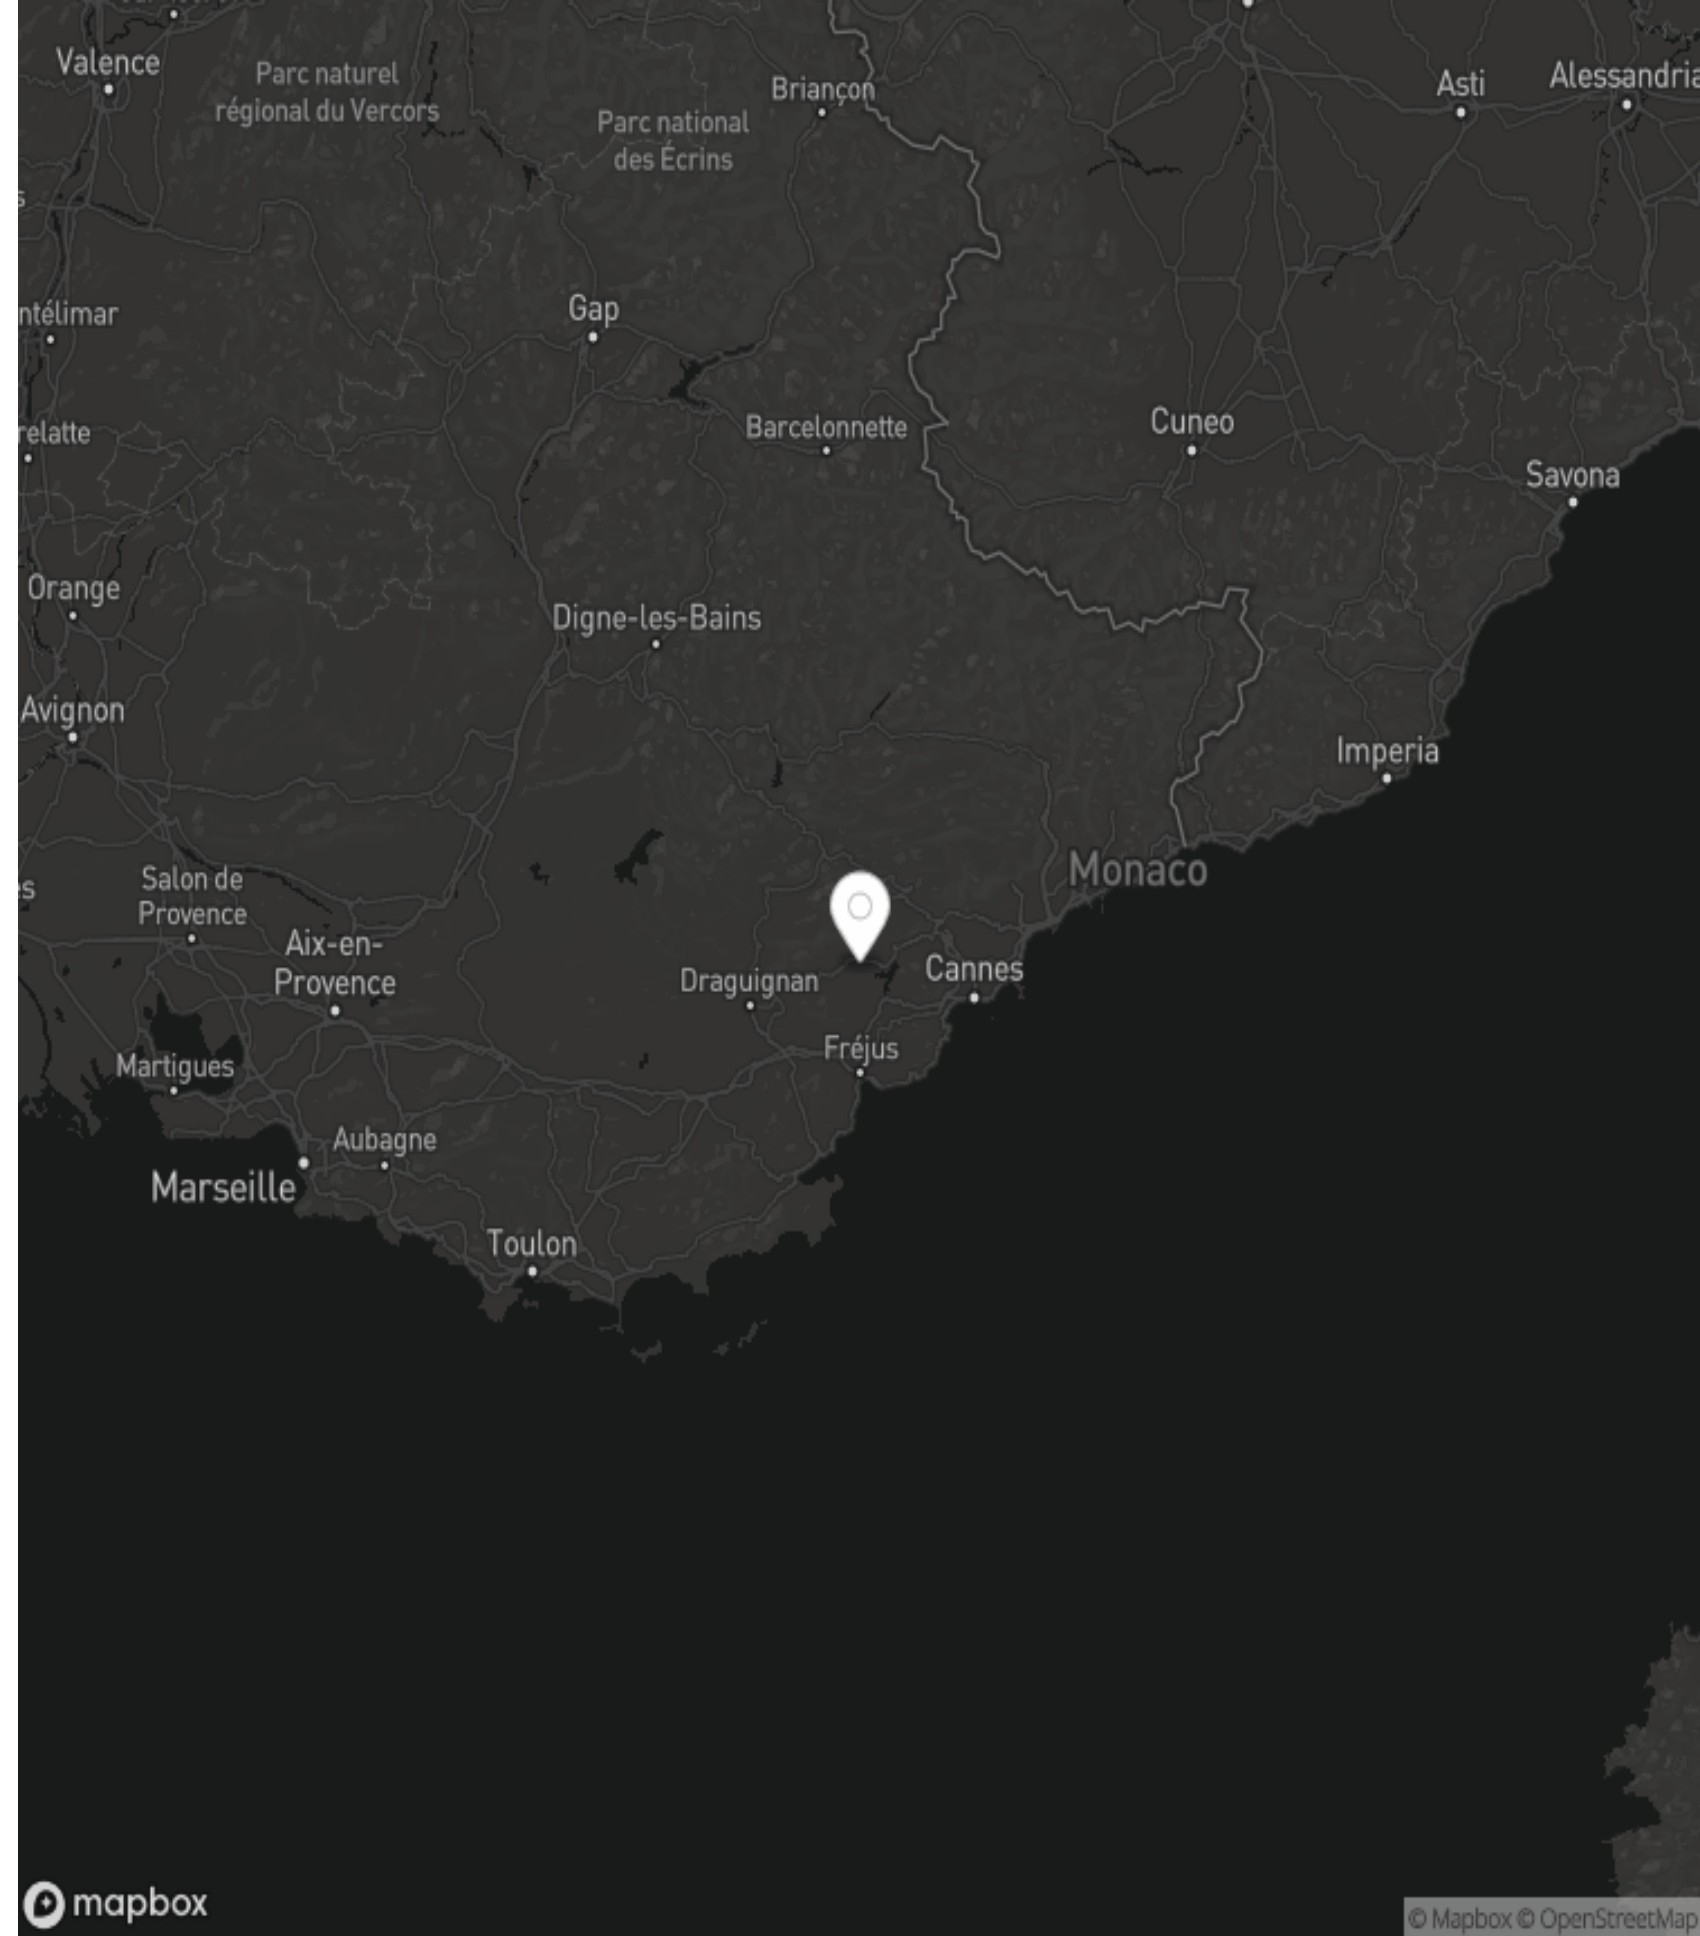 Valence
Parc naturel
régional du Vercors
Briançon
Parc national
des Écrins
Asti
Alessandria
s
Gap
ntélimar
Barcelonnette
Cuneo
relatte
Savona
Orange
Digne-les-Bains
Avignon
Imperia
Monaco
es
Salon de
Provence
Aix-en-
Provence
Draguignan
Cannes
Fréjus
Martigues
Aubagne
Marseille
Toulon
mapbox
© Mapbox © OpenStreetMap